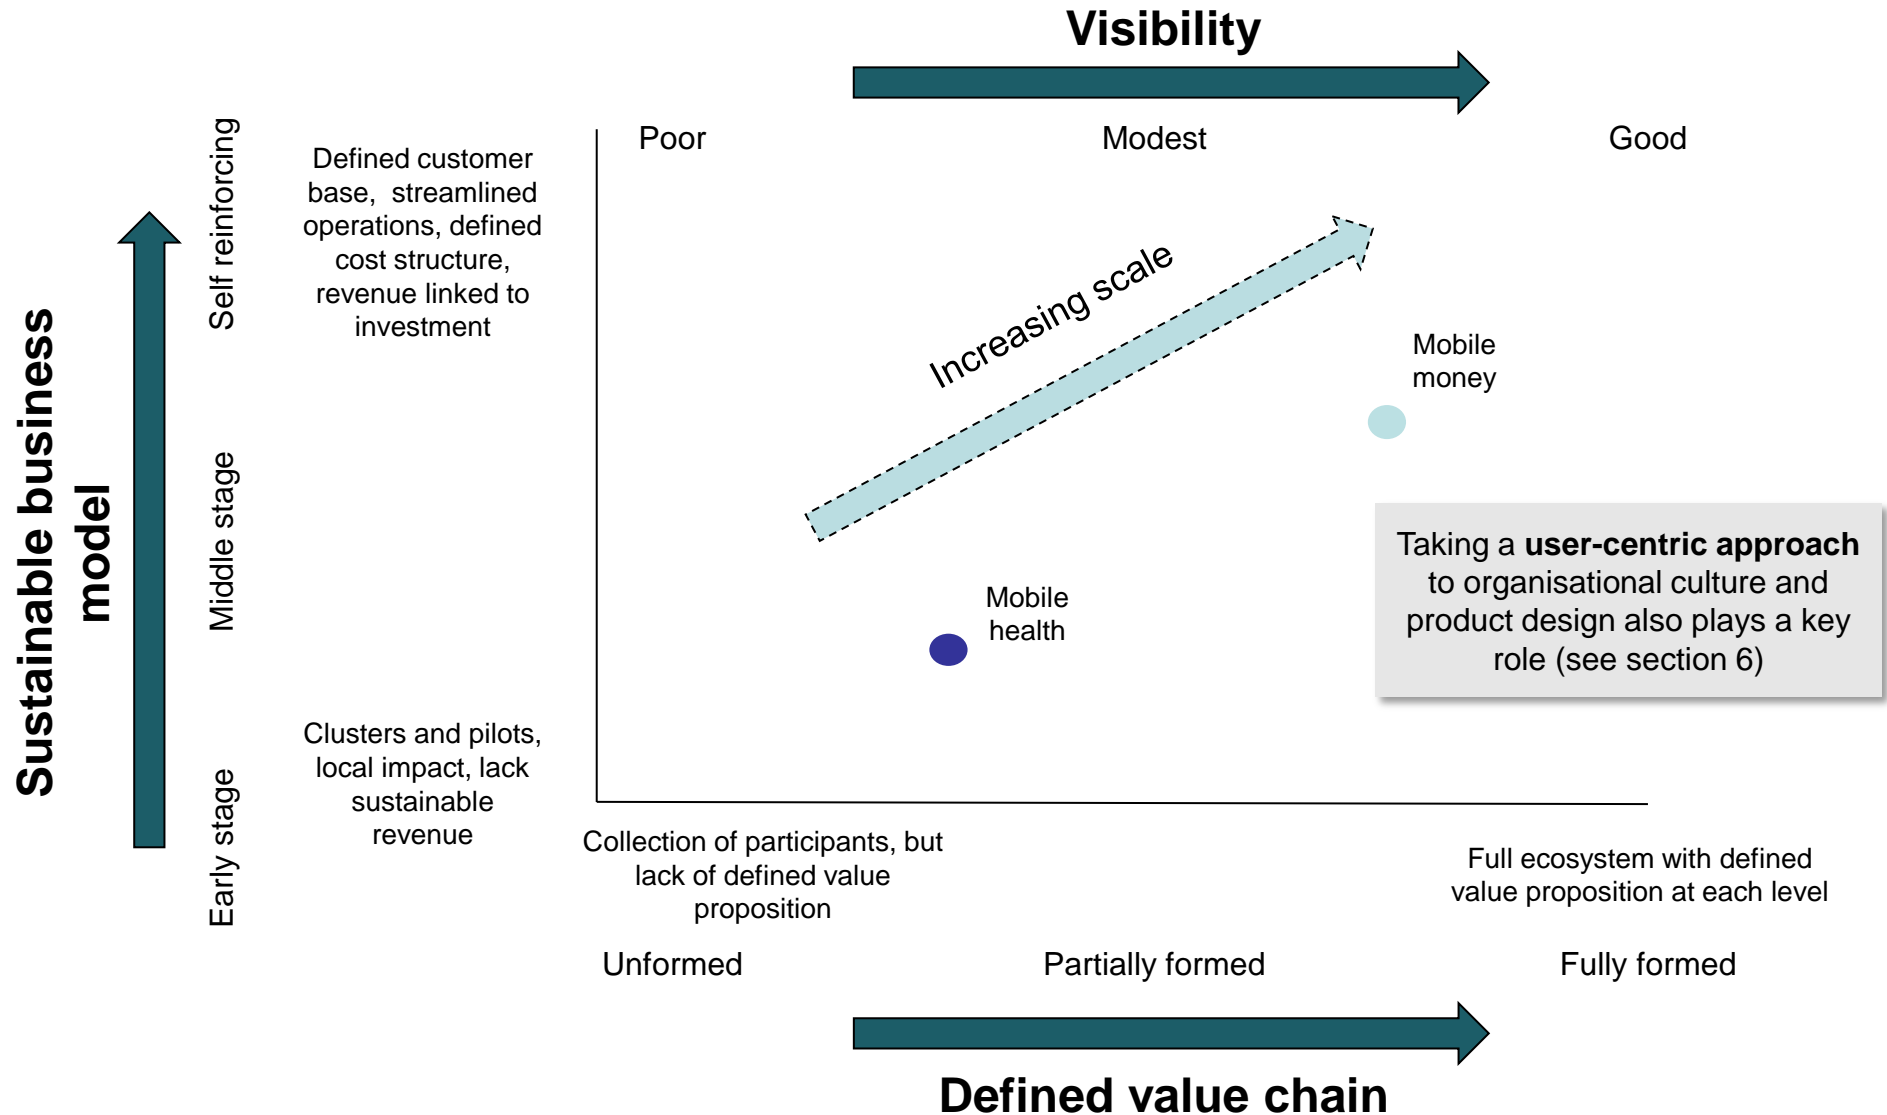 Visibility
Poor
Modest
Good
Sustainable business
model
Self reinforcing
Middle stage
Early stage
Defined customer
base, streamlined
operations, defined
cost structure,
revenue linked to
investment
Clusters and pilots,
local impact, lack
sustainable
revenue
Increasing scale
Mobile
money
Mobile
health
Taking a user-centric approach
to organisational culture and
product design also plays a key
role (see section 6)
Collection of participants, but
lack of defined value
proposition
Full ecosystem with defined
value proposition at each level
Unformed
Partially formed
Fully formed
Defined value chain